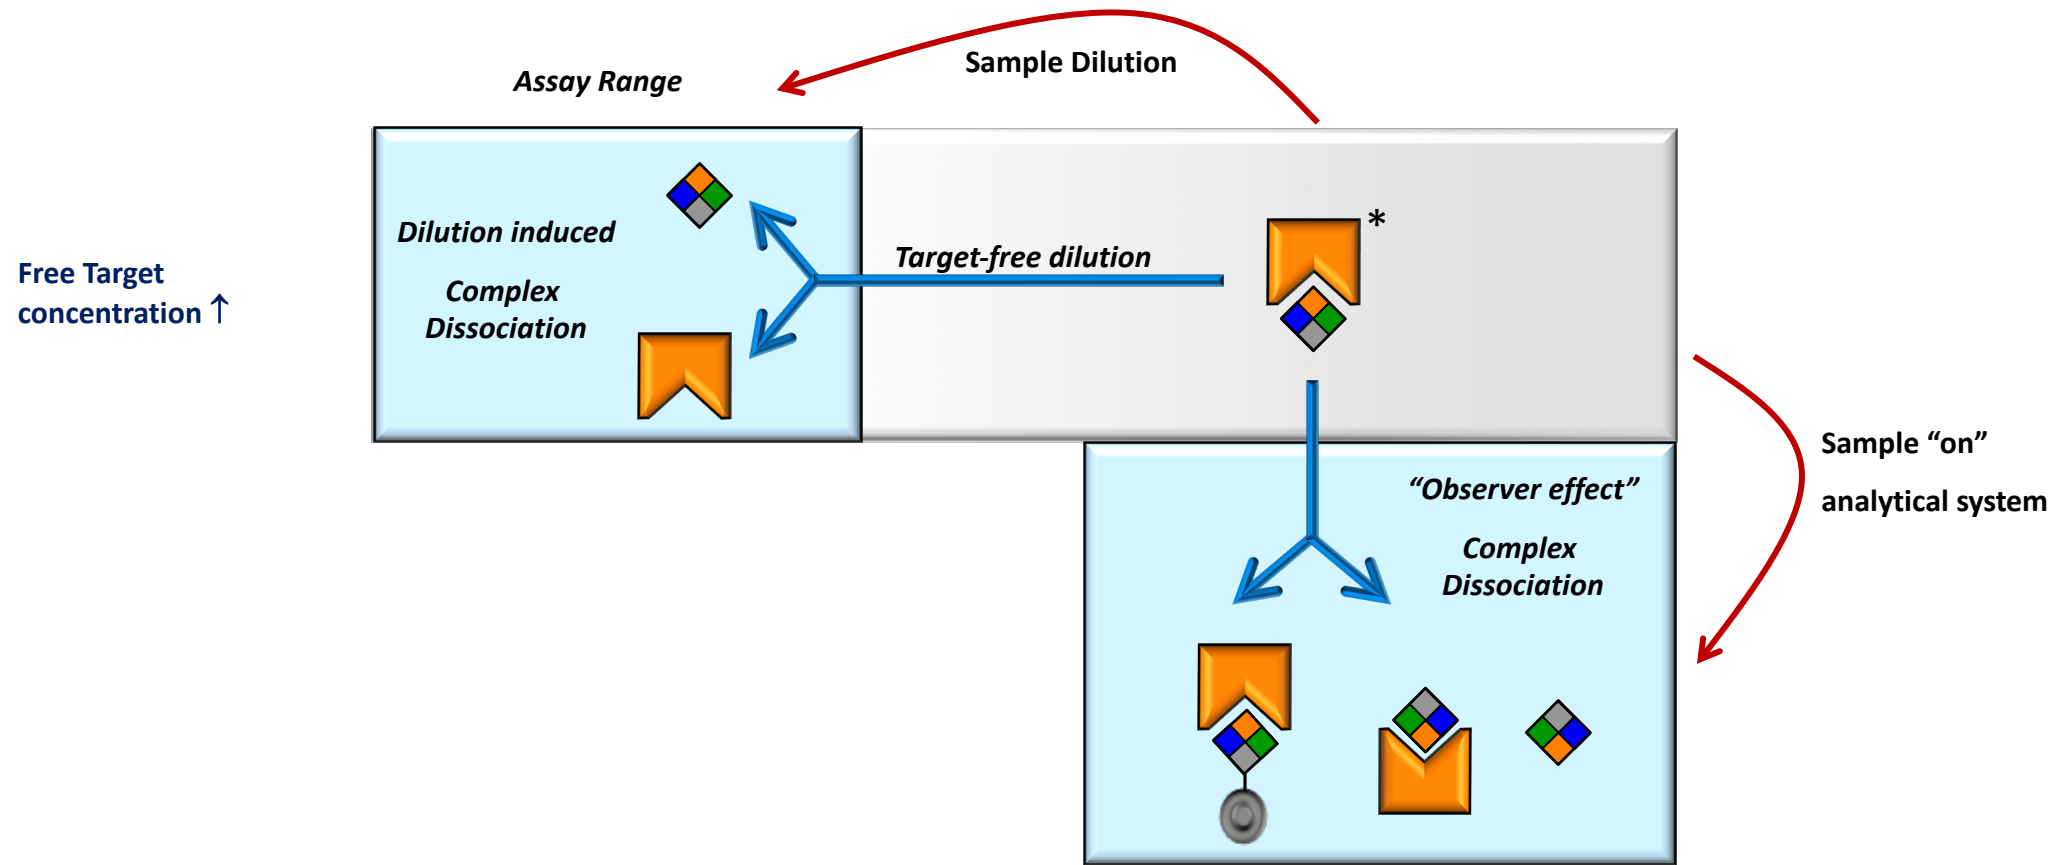 Sample Dilution
Assay Range
*
Dilution induced
Target-free dilution
Free Target
concentration ↑
Complex
Dissociation
Sample “on”
analytical system
“Observer effect”
Complex
Dissociation